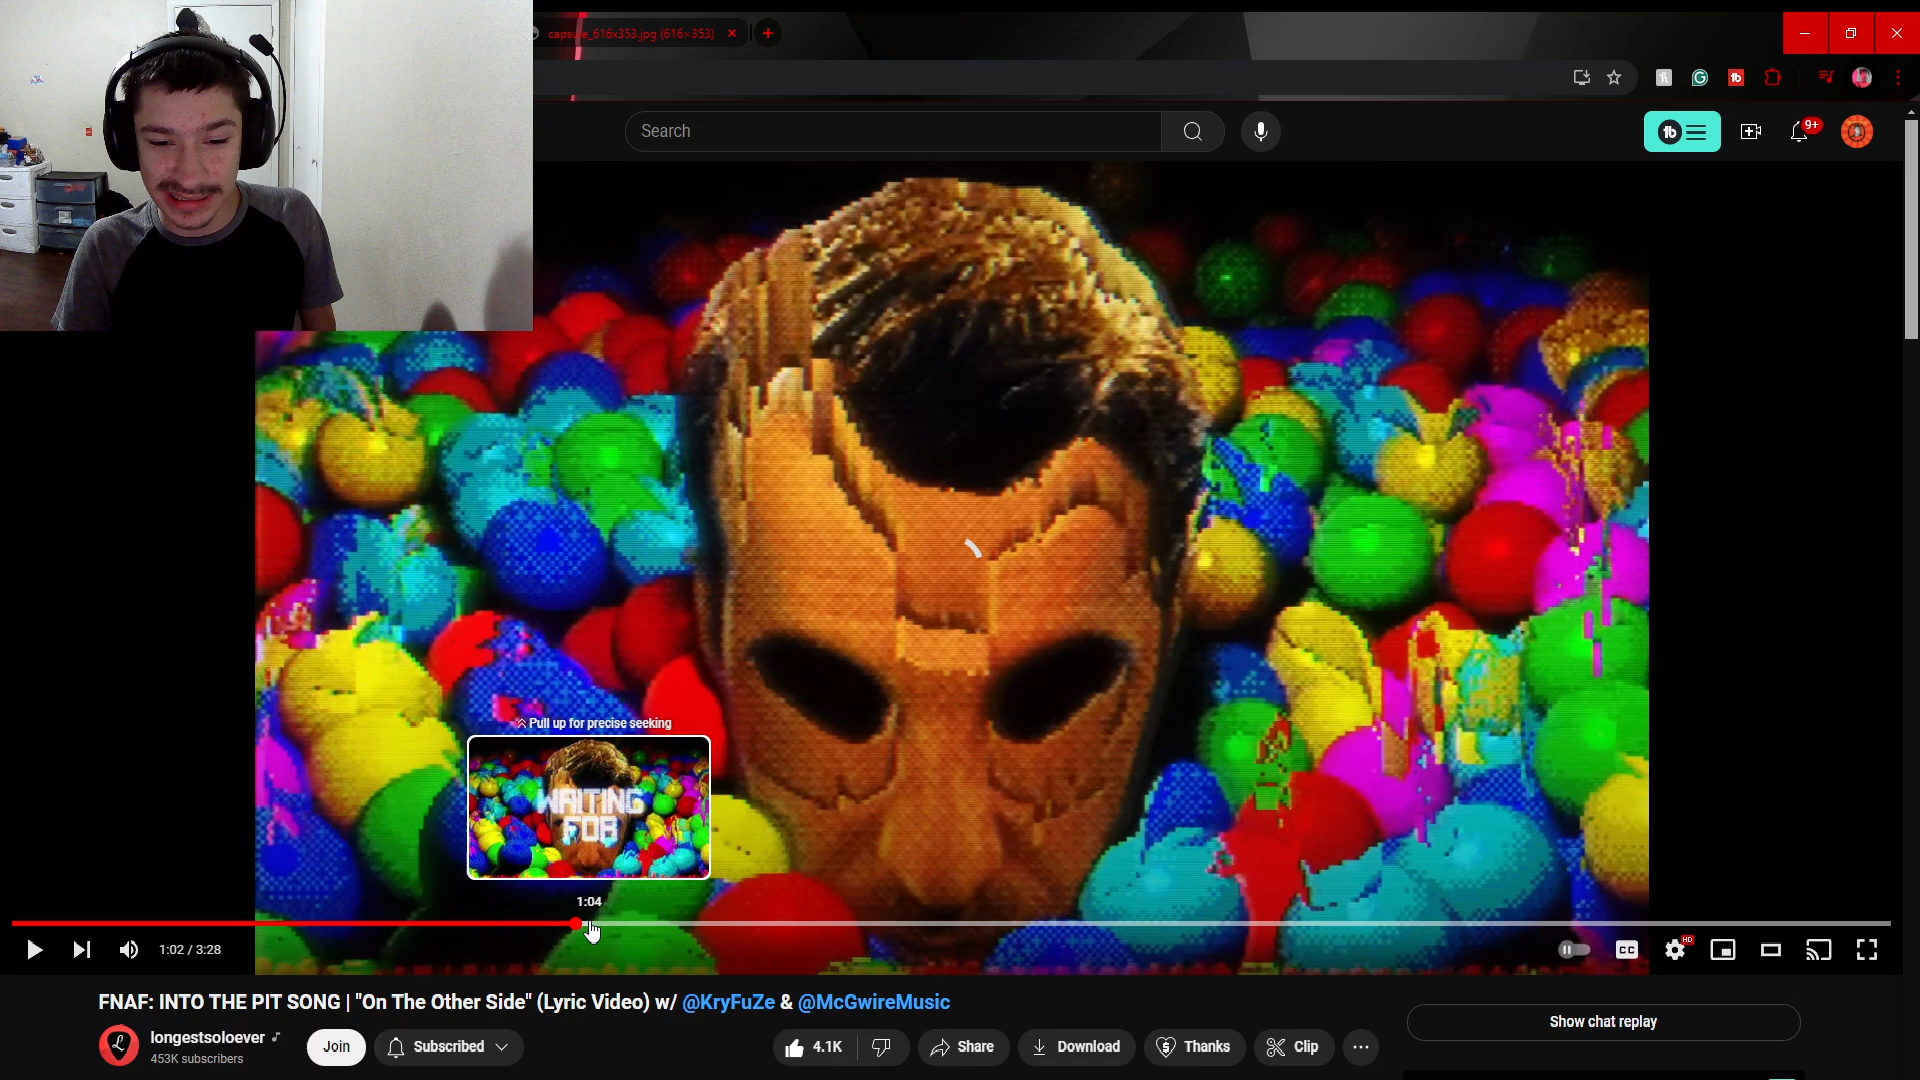 capsule_616x353.jpg (616×353)
Search
9+
Pull up for precise seeking
WAITING
FOR
1:04
1:02 / 3:28
CC
HD
FNAF: INTO THE PIT SONG | "On The Other Side" (Lyric Video) w/ @KryFuZe & @McGwireMusic
longestsoloever
453K subscribers
Join
Subscribed
4.1K
Share
Download
Thanks
Clip
Show chat replay